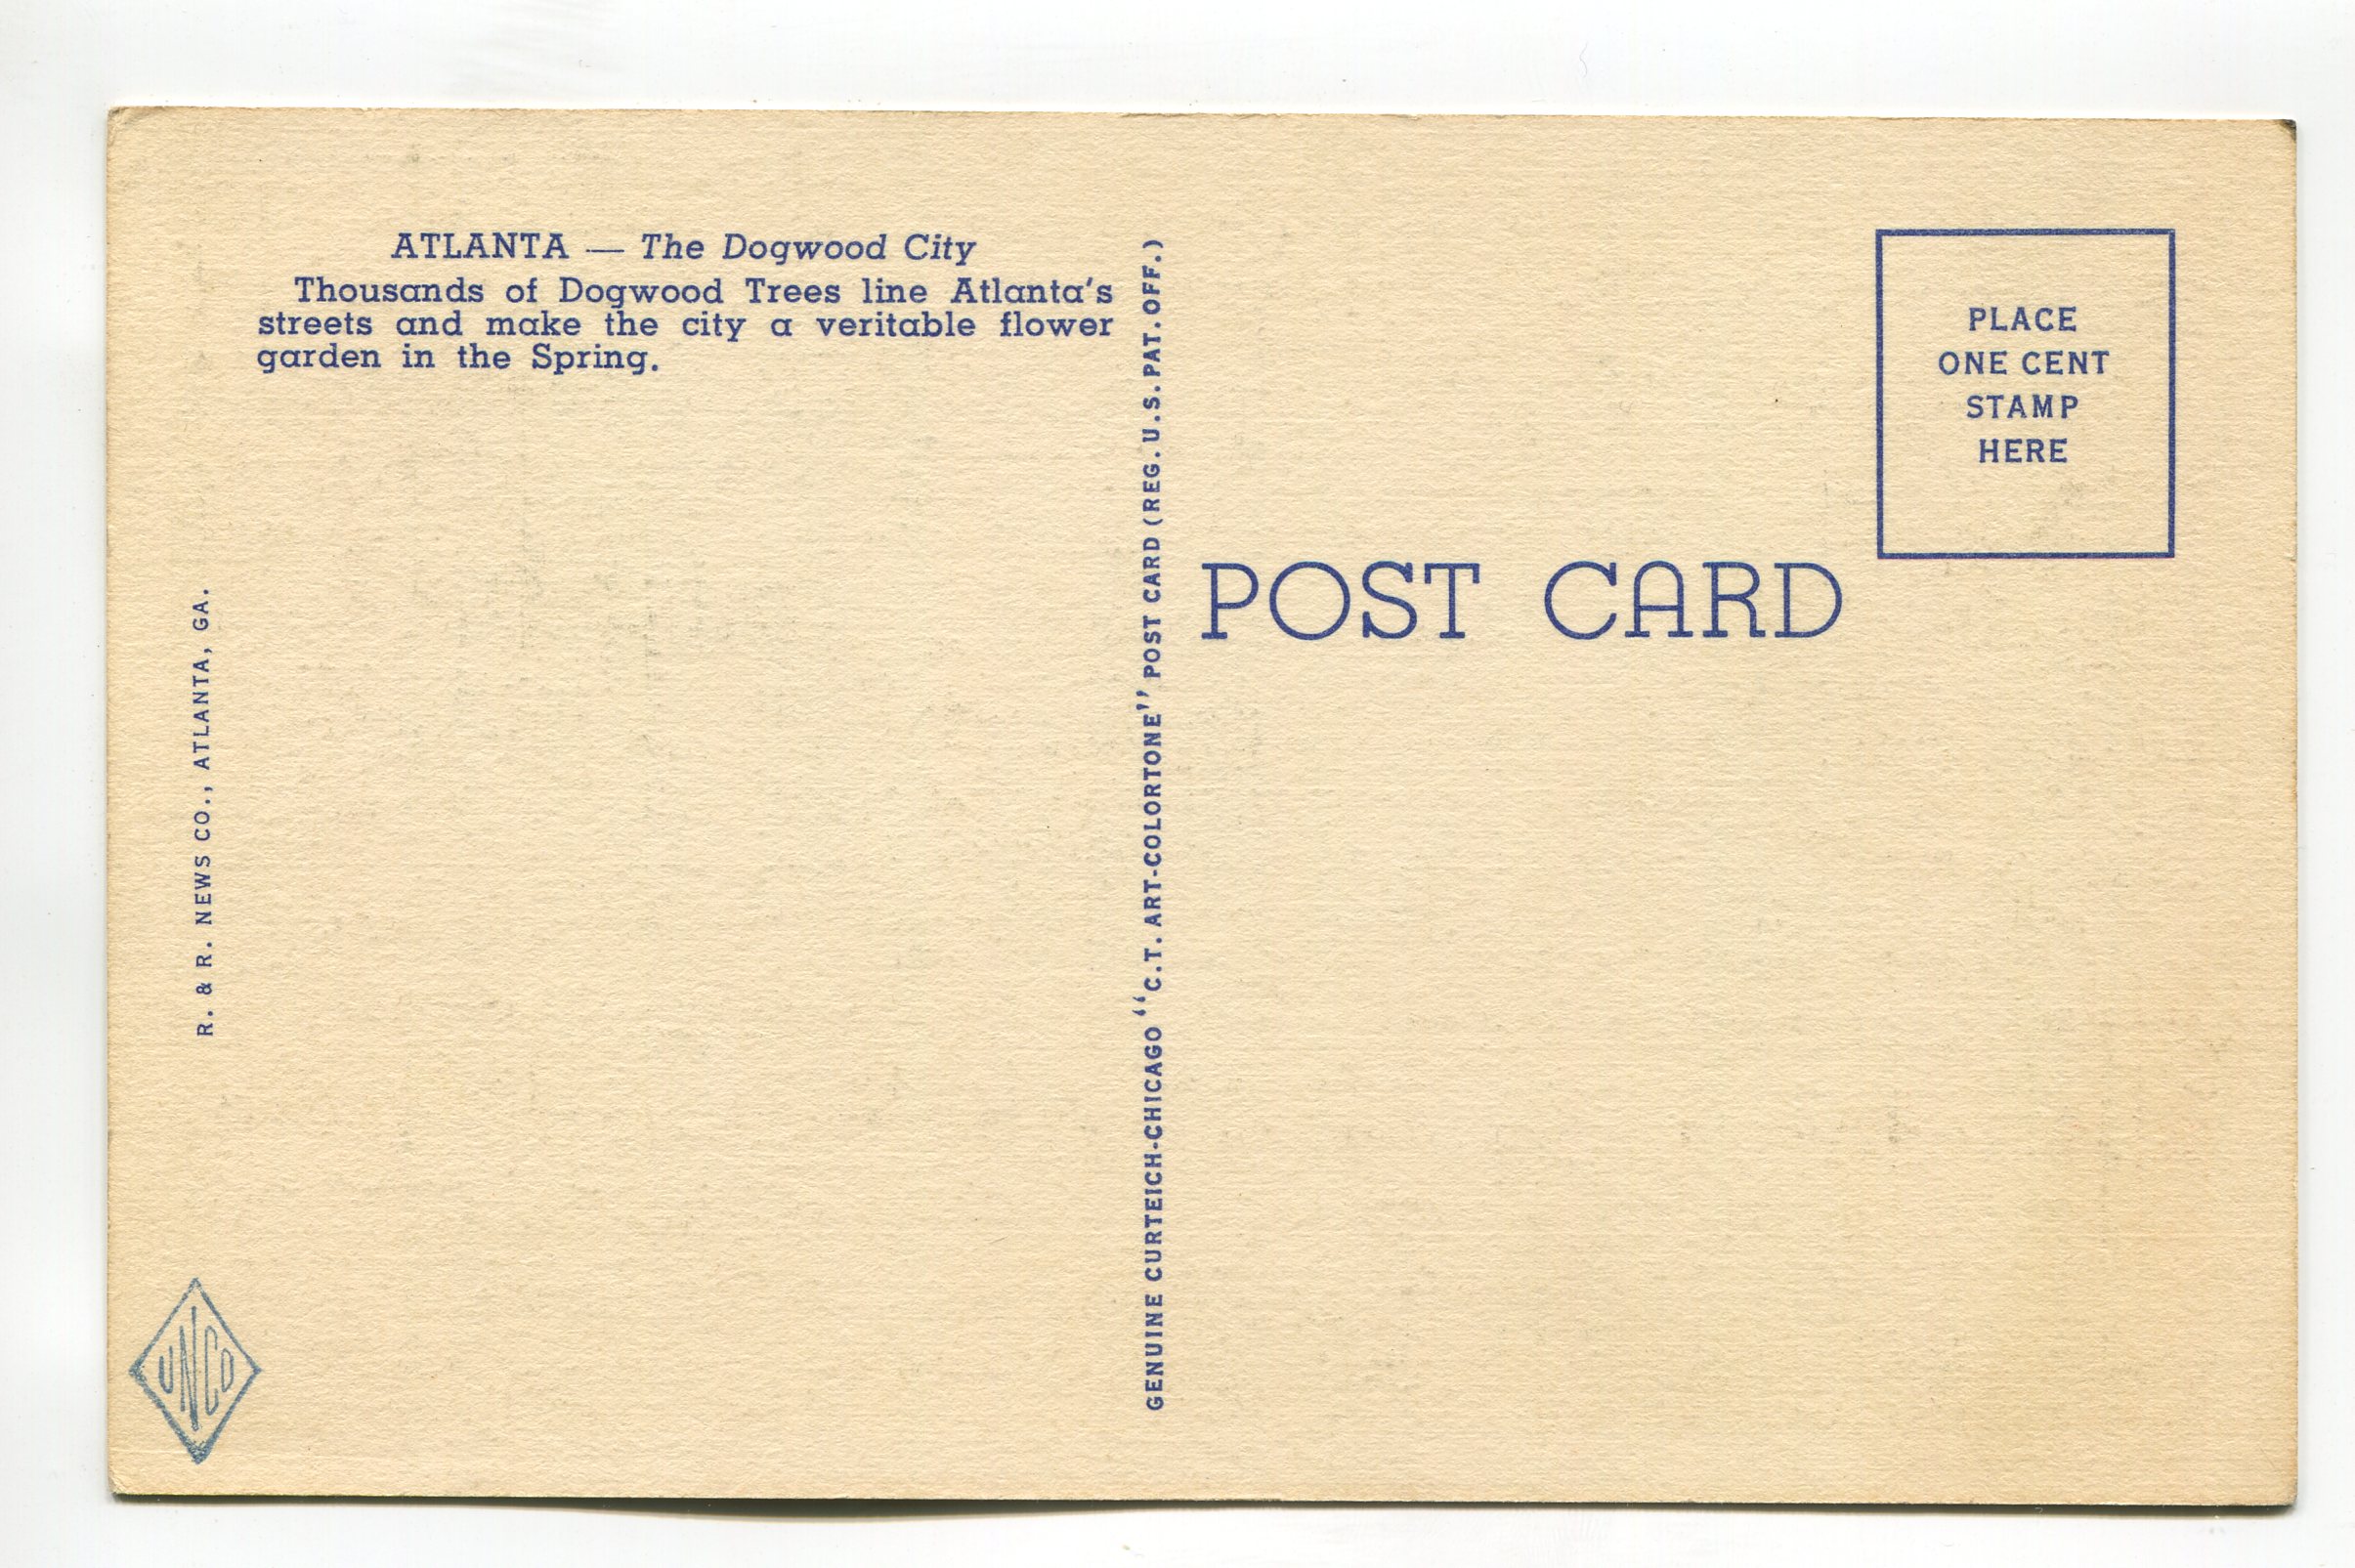 ATLANTA — The Dogwood City
Thousands of Dogwood Trees line Atlanta's
streets and make the city a veritable flower
garden in the Spring.
R. & R. NEWS CO., ATLANTA, GA.
UNCO
GENUINE CURTEICH-CHICAGO "C.T. ART-COLORTONE" POST CARD (REG. U.S. PAT. OFF.)
POST CARD
PLACE
ONE CENT
STAMP
HERE